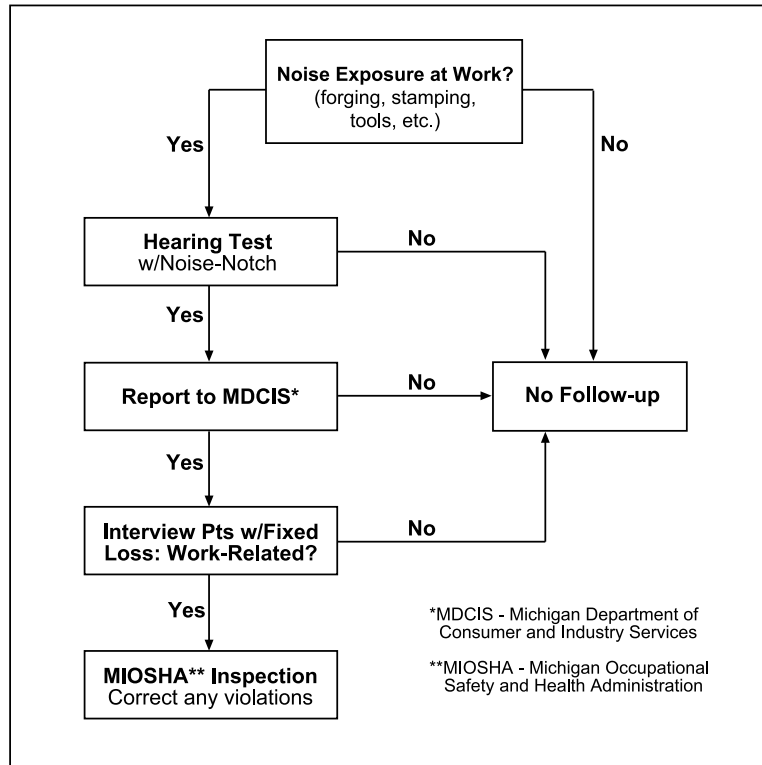 Noise Exposure at Work?
(forging, stamping,
tools, etc.)
Yes
No
Hearing Test
w/Noise-Notch
No
Yes
Report to MDCIS*
No
No Follow-up
Yes
Interview Pts w/Fixed
Loss: Work-Related?
No
Yes
MIOSHA** Inspection
Correct any violations
*MDCIS - Michigan Department of
Consumer and Industry Services
**MIOSHA - Michigan Occupational
Safety and Health Administration